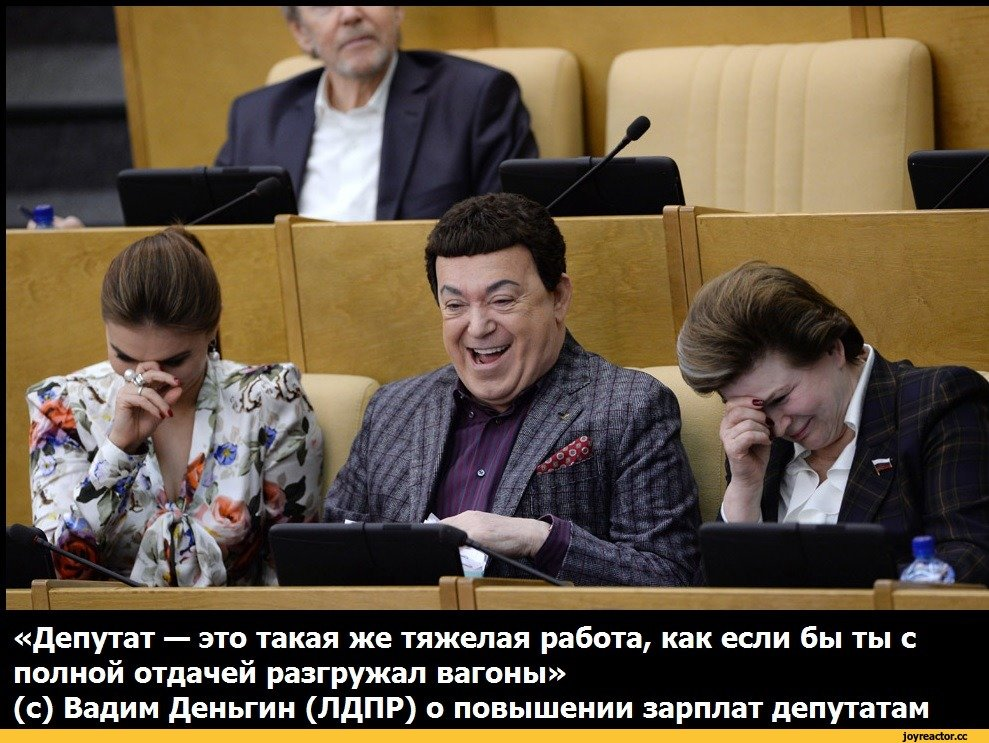 «Депутат — это такая же тяжелая работа, как если бы ты с
полной отдачей разгружал вагоны»
(с) Вадим Деньгин (ЛДПР) о повышении зарплат депутатам
joyreactor.cc